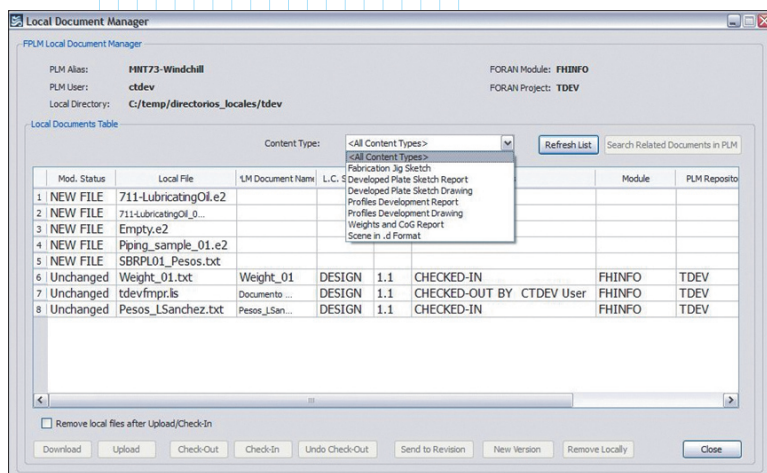 Local Document Manager
FPLM Local Document Manager
PLM Alias: MNT73-Windchill FORAN Module: FHINFO
PLM User: ctdev FORAN Project: TDEV
Local Directory: C:/temp/directorios_locales/tdev
Local Documents Table
Content Type: <All Content Types> Refresh List Search Related Documents in PLM
<All Content Types>
Fabrication Jig Sketch
Developed Plate Sketch Report
Developed Plate Sketch Drawing
Profiles Development Report
Profiles Development Drawing
Weights and CoG Report
Scene in .d Format
Mod. Status Local File LM Document Name L.C. S Module PLM Reposito
1 NEW FILE 711-LubricatingOil.e2
2 NEW FILE 711-LubricatingOil_0...
3 NEW FILE Empty.e2
4 NEW FILE Piping_sample_01.e2
5 NEW FILE SBRPL01_Pesos.txt
6 Unchanged Weight_01.txt Weight_01 DESIGN 1.1 CHECKED-IN FHINFO TDEV
7 Unchanged tdevfmpr.lis Documento ... DESIGN 1.1 CHECKED-OUT BY CTDEV User FHINFO TDEV
8 Unchanged Pesos_LSanchez.txt Pesos_LSan... DESIGN 1.1 CHECKED-IN FHINFO TDEV
Remove local files after Upload/Check-In
Download Upload Check-Out Check-In Undo Check-Out Send to Revision New Version Remove Locally Close